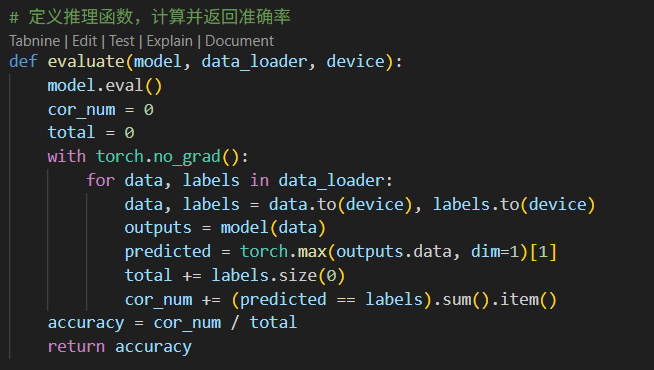 # 定义推理函数，计算并返回准确率
Tabnine | Edit | Test | Explain | Document
def evaluate(model, data_loader, device):
    model.eval()
    cor_num = 0
    total = 0
    with torch.no_grad():
        for data, labels in data_loader:
            data, labels = data.to(device), labels.to(device)
            outputs = model(data)
            predicted = torch.max(outputs.data, dim=1)[1]
            total += labels.size(0)
            cor_num += (predicted == labels).sum().item()
    accuracy = cor_num / total
    return accuracy